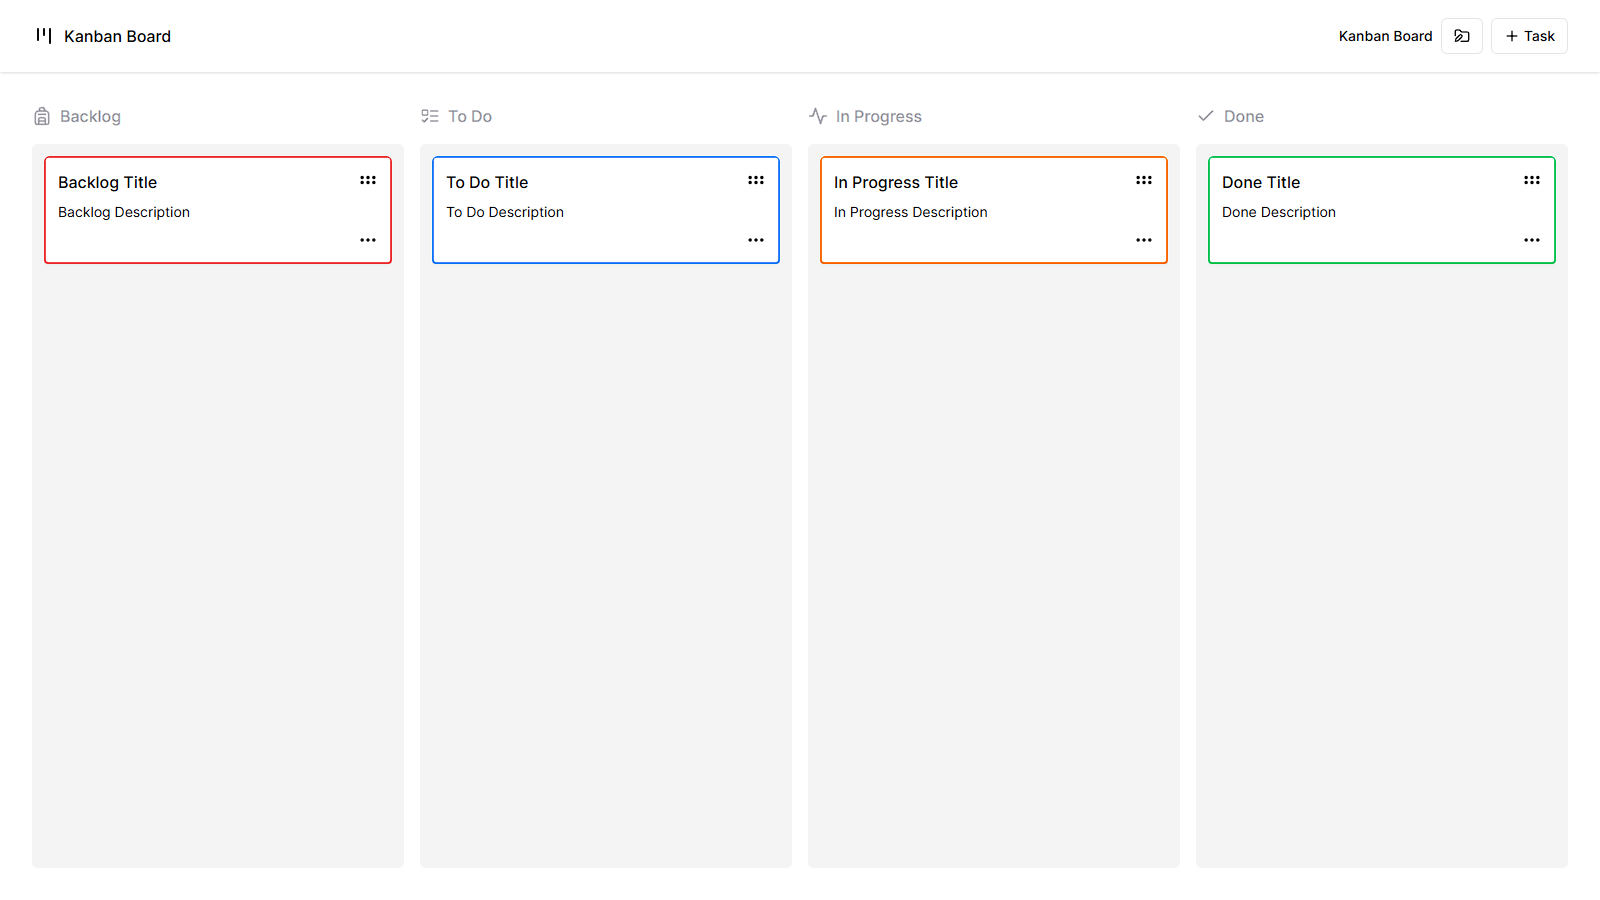 Kanban Board
Kanban Board
Task
Backlog
To Do
In Progress
Done
Backlog Title
Backlog Description
To Do Title
To Do Description
In Progress Title
In Progress Description
Done Title
Done Description